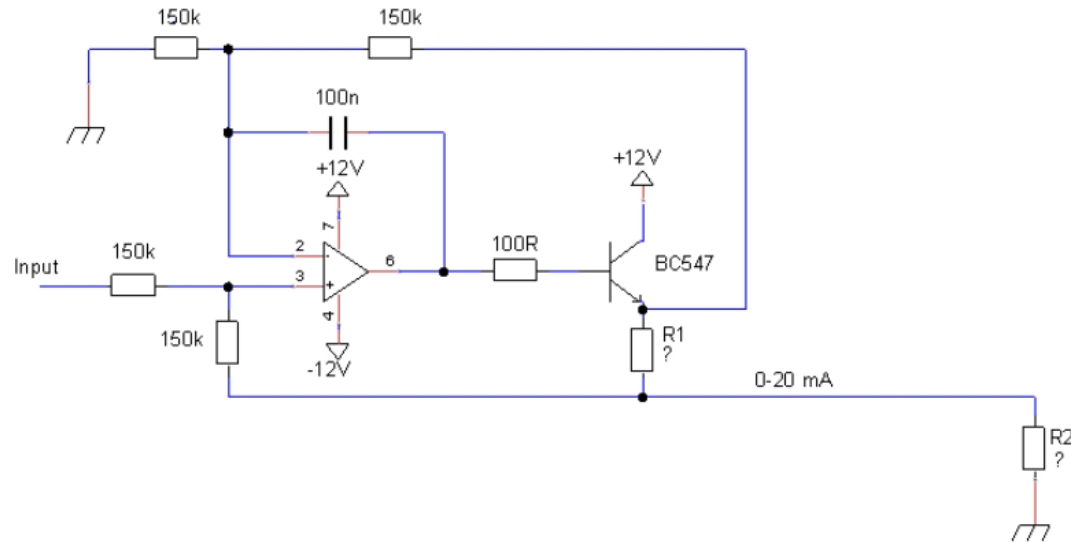 150k
150k
100n
+12V
+12V
7
2
-
150k
6
100R
BC547
Input
3
+
4
150k
-12V
R1
?
0-20 mA
R2
?